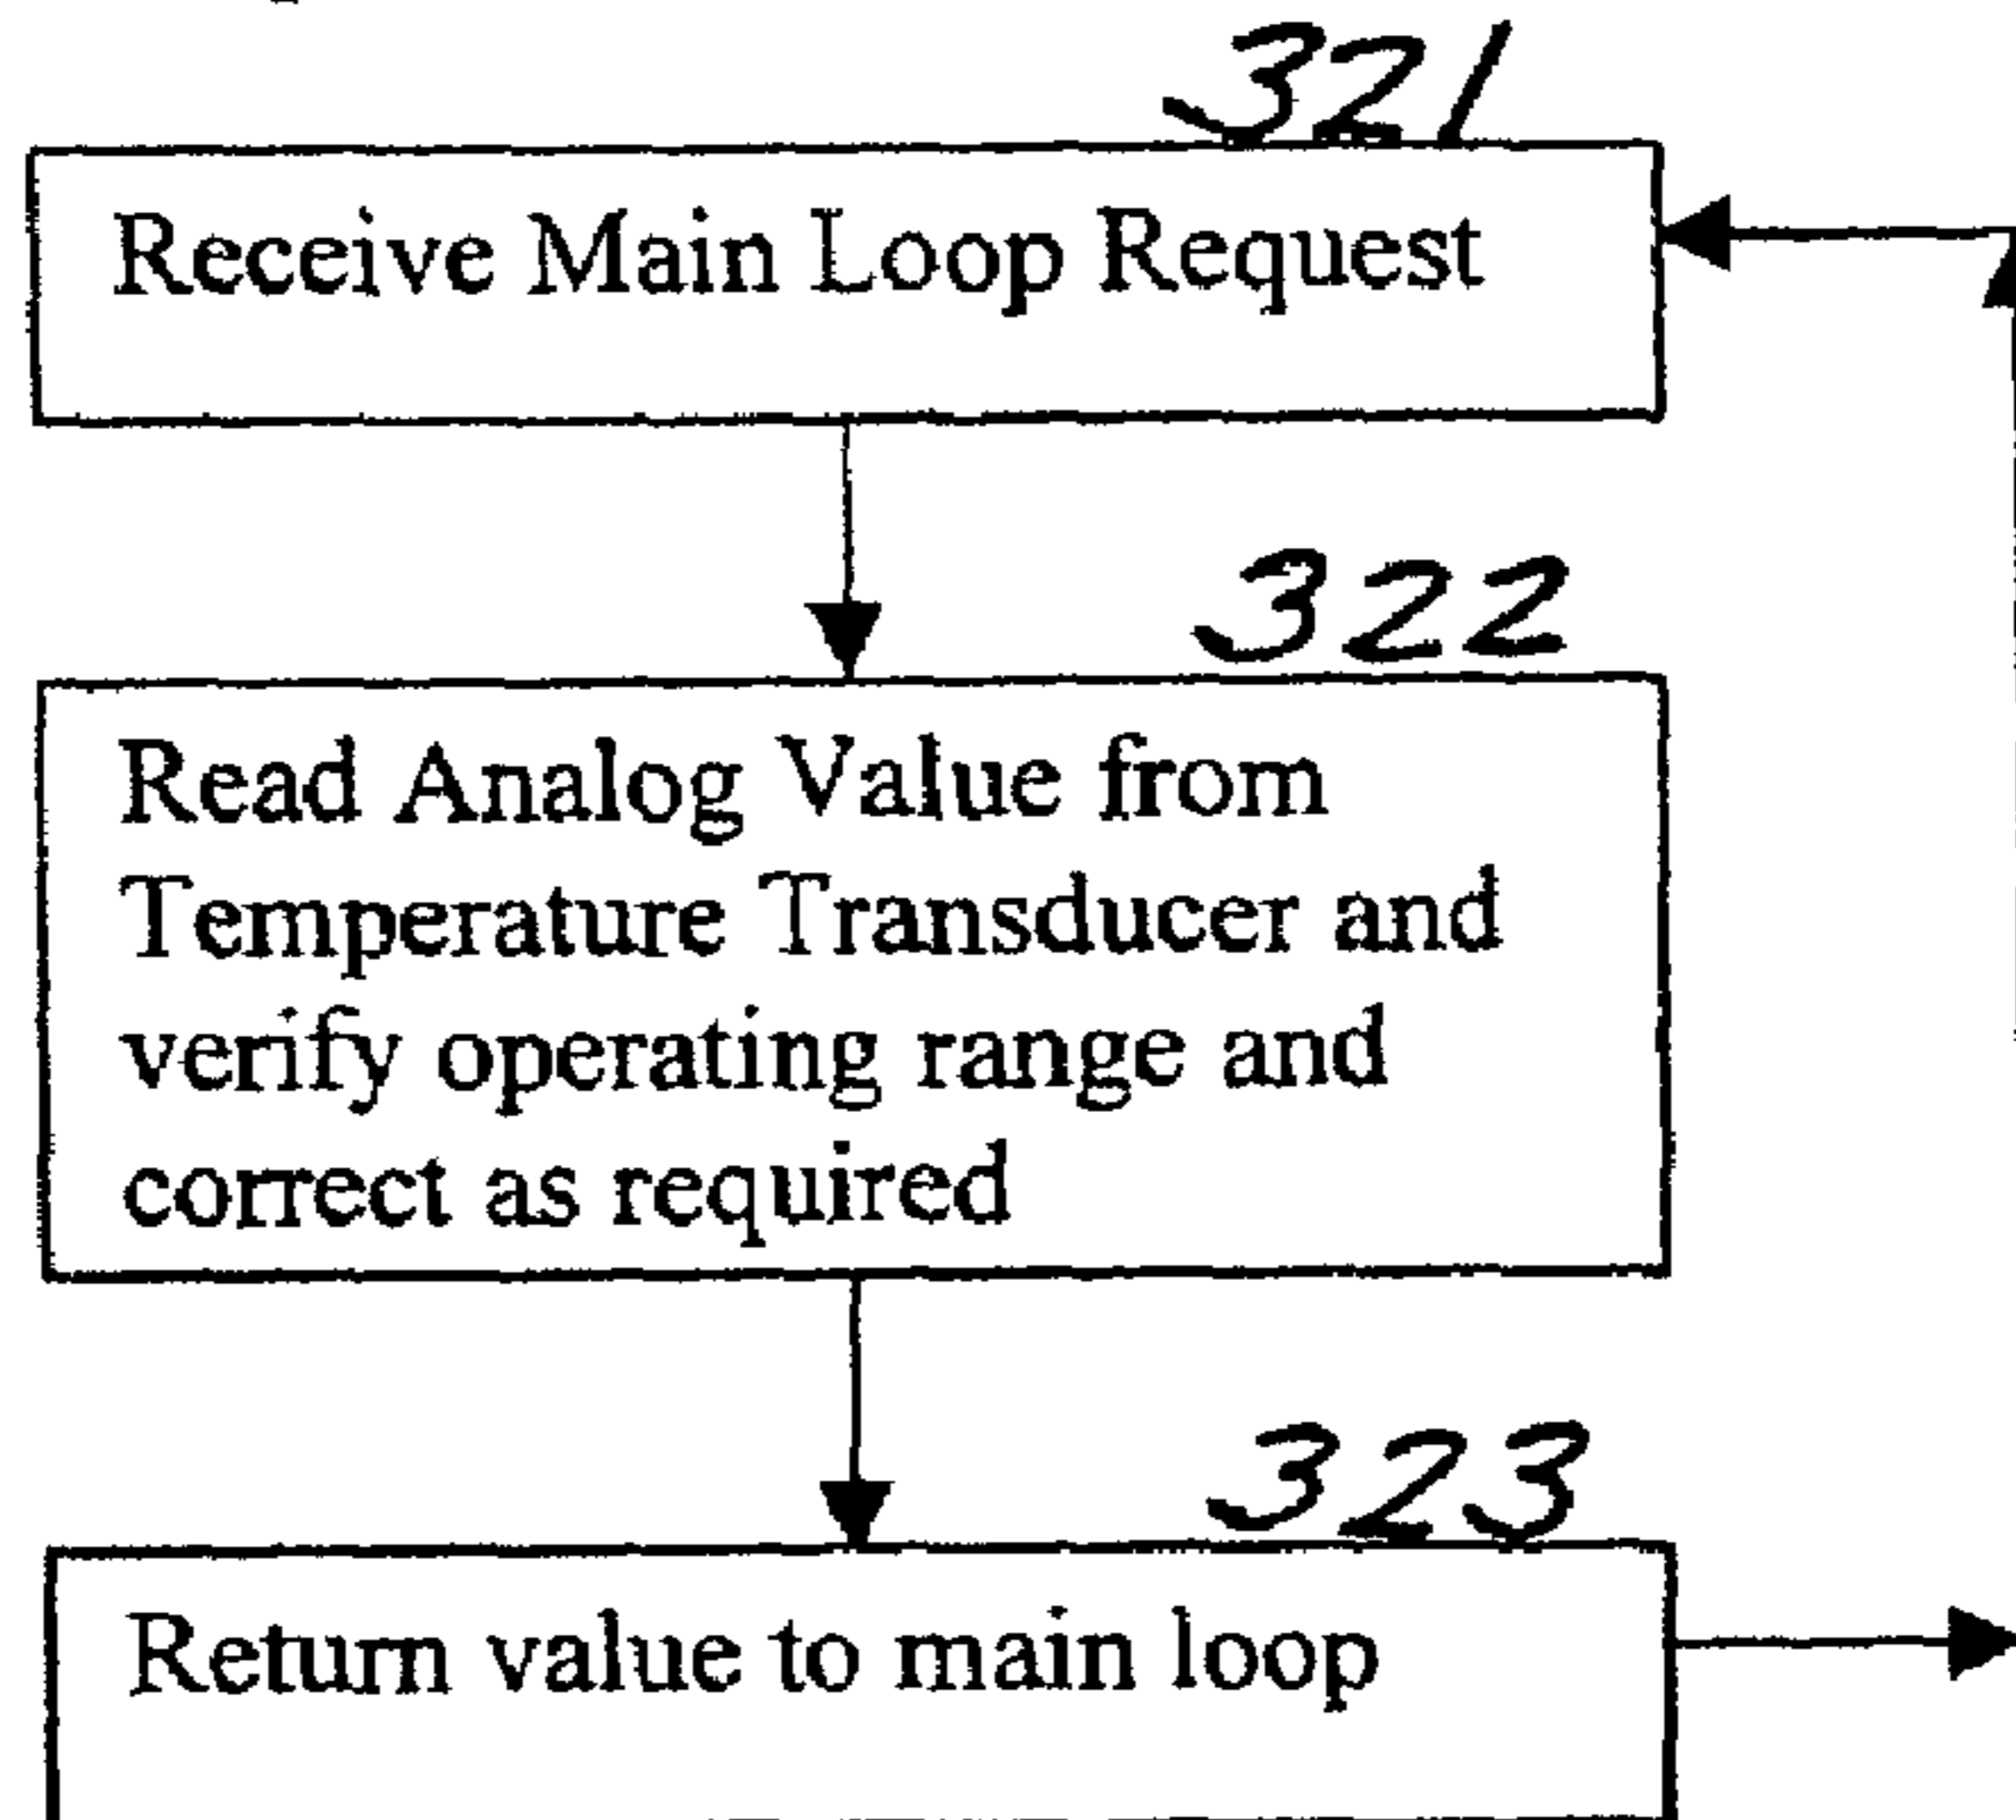 321
Receive Main Loop Request
322
Read Analog Value from
Temperature Transducer and
verify operating range and
correct as required
323
Return value to main loop